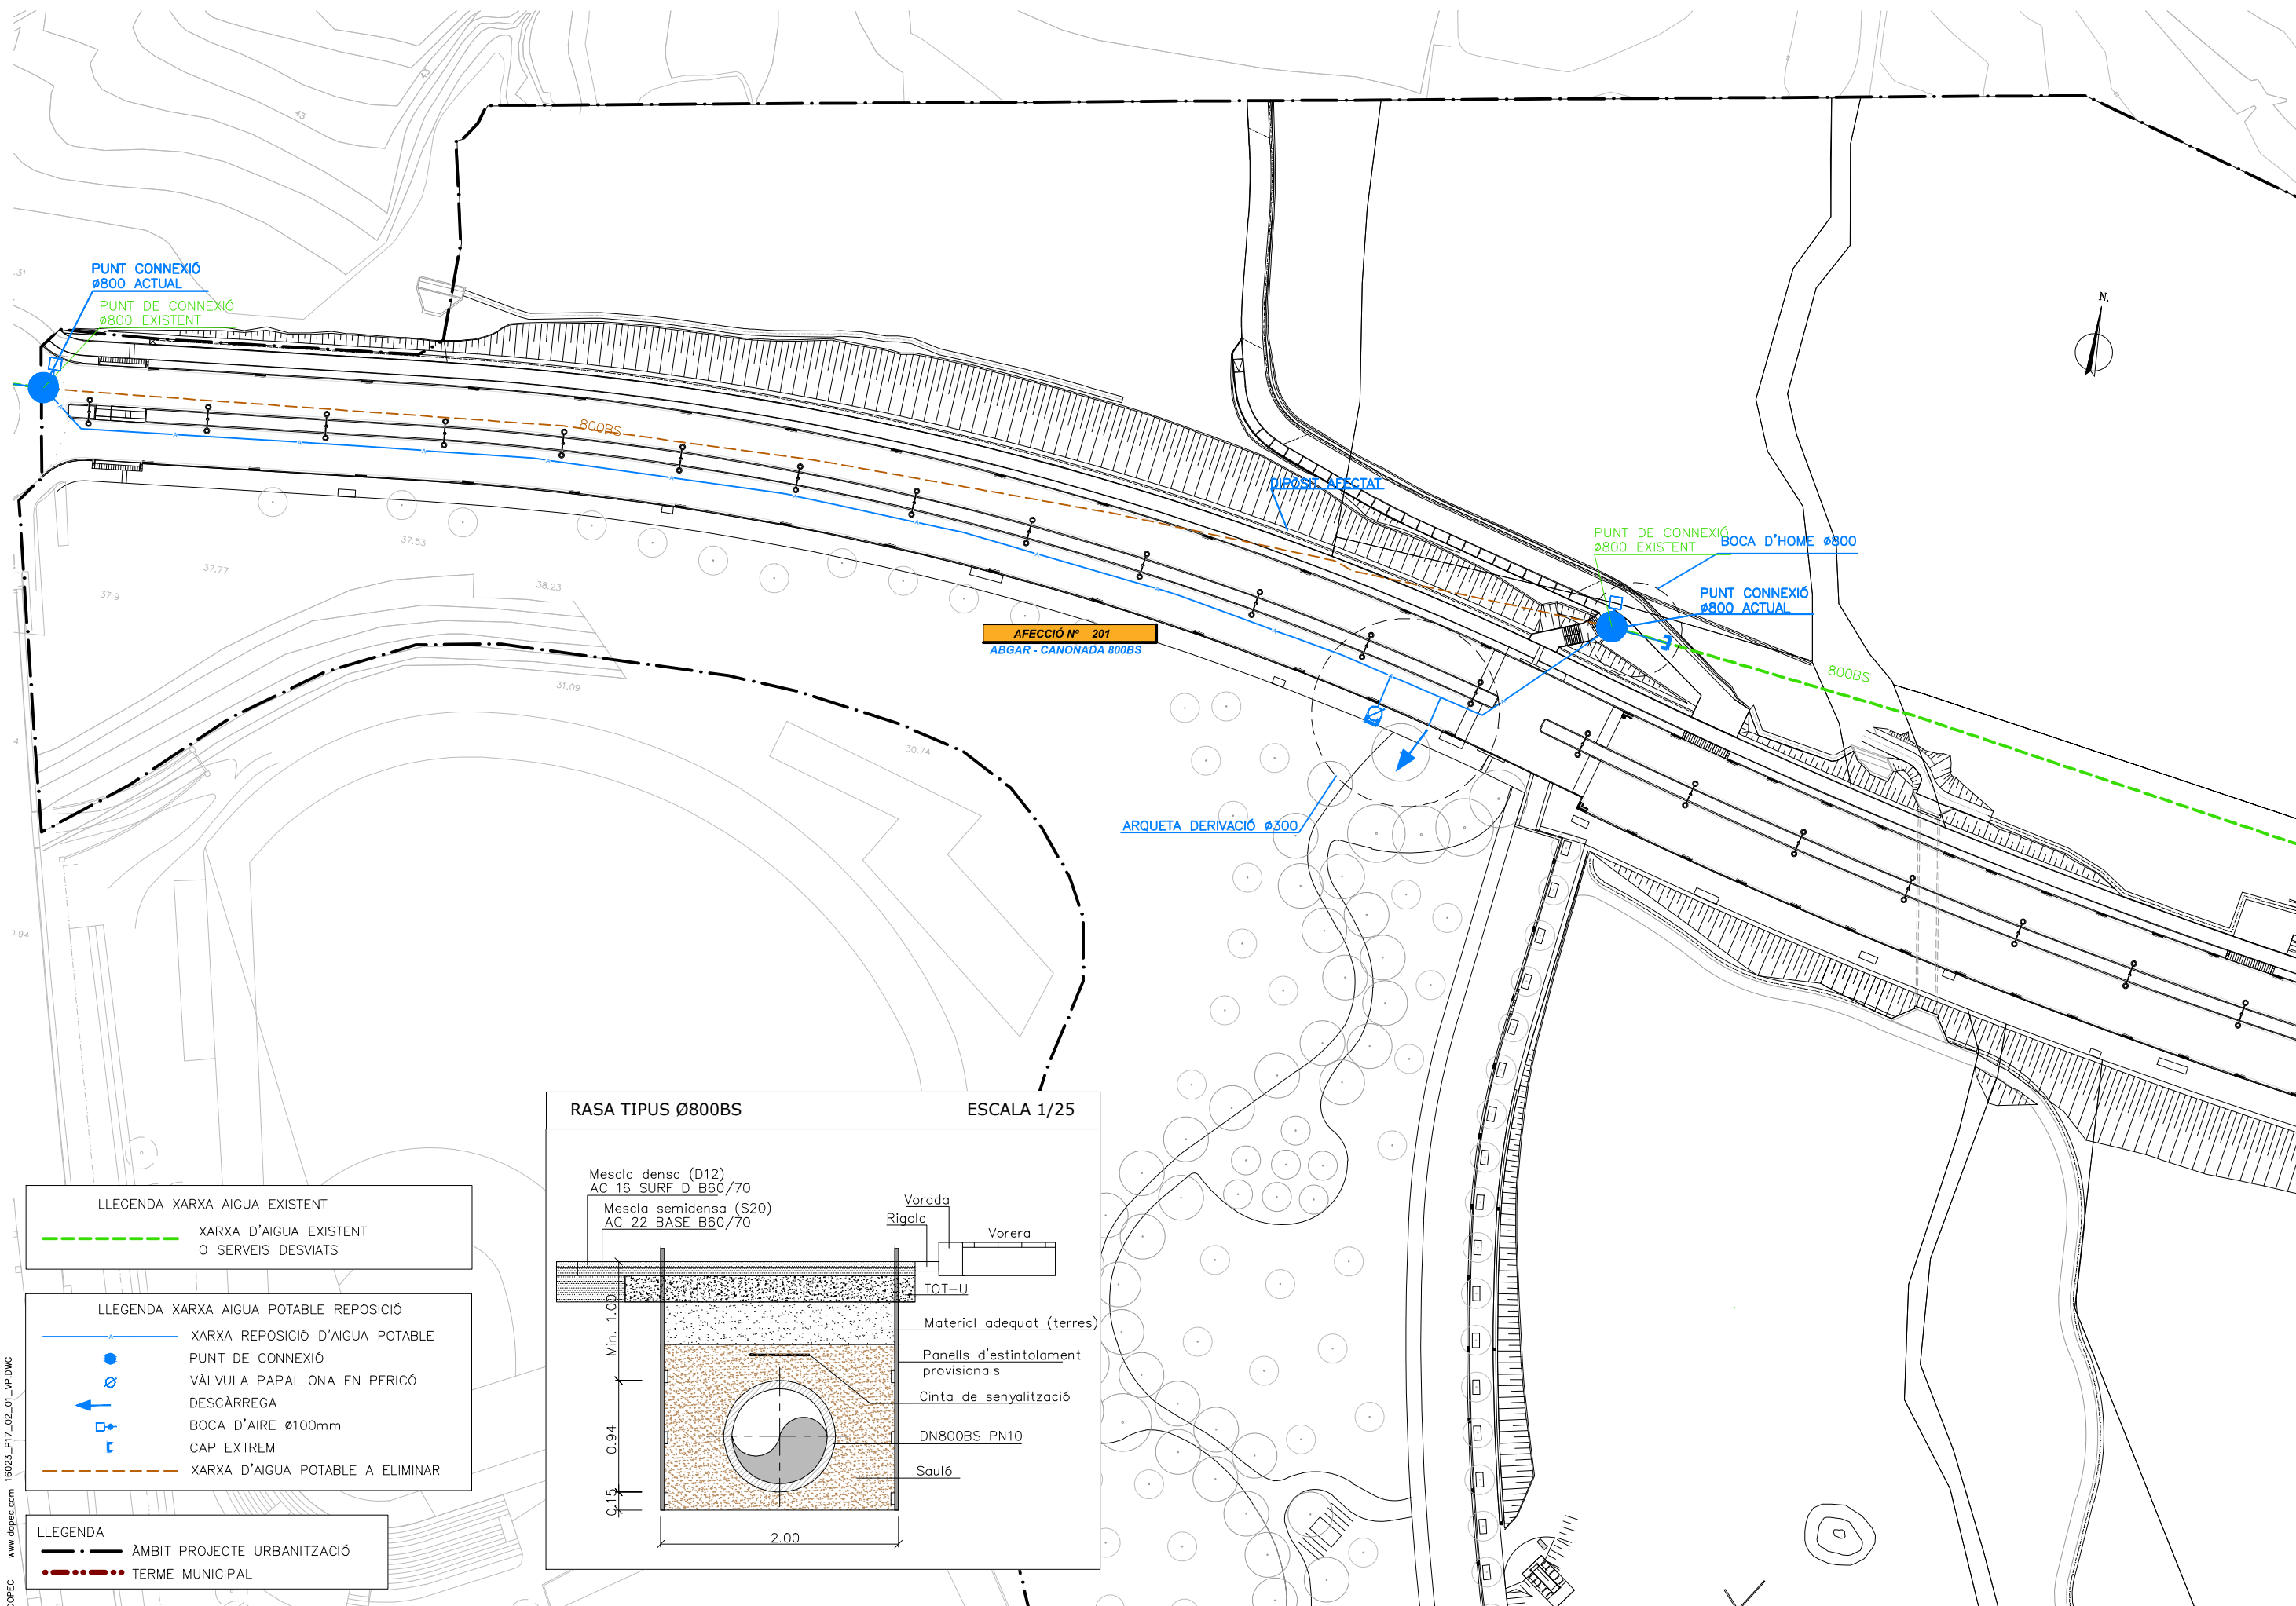 43
43
N.
.31
PUNT CONNEXIÓ
ø800 ACTUAL
PUNT DE CONNEXIÓ
ø800 EXISTENT
800BS
DIPÒSIT AFECTAT
PUNT DE CONNEXIÓ
ø800 EXISTENT
BOCA D'HOME ø800
PUNT CONNEXIÓ
ø800 ACTUAL
800BS
37.53
37.77
37.9
38.23
31.09
30.74
AFECCIÓ Nº 201
ABGAR - CANONADA 800BS
ARQUETA DERIVACIÓ ø300
RASA TIPUS Ø800BS ESCALA 1/25
Mescla densa (D12)
AC 16 SURF D B60/70
Mescla semidensa (S20)
AC 22 BASE B60/70
Vorada
Rigola
Vorera
TOT-U
Material adequat (terres)
Panells d'estintolament
provisionals
Cinta de senyalització
DN800BS PN10
Sauló
Min. 1.00
0.94
0.15
2.00
LLEGENDA XARXA AIGUA EXISTENT
XARXA D'AIGUA EXISTENT
O SERVEIS DESVIATS
LLEGENDA XARXA AIGUA POTABLE REPOSICIÓ
XARXA REPOSICIÓ D'AIGUA POTABLE
PUNT DE CONNEXIÓ
VÀLVULA PAPALLONA EN PERICÓ
DESCÀRREGA
BOCA D'AIRE ø100mm
CAP EXTREM
XARXA D'AIGUA POTABLE A ELIMINAR
LLEGENDA
ÀMBIT PROJECTE URBANITZACIÓ
TERME MUNICIPAL
DOPEC www.dopec.com 16023_P17_02_01_VP.DWG